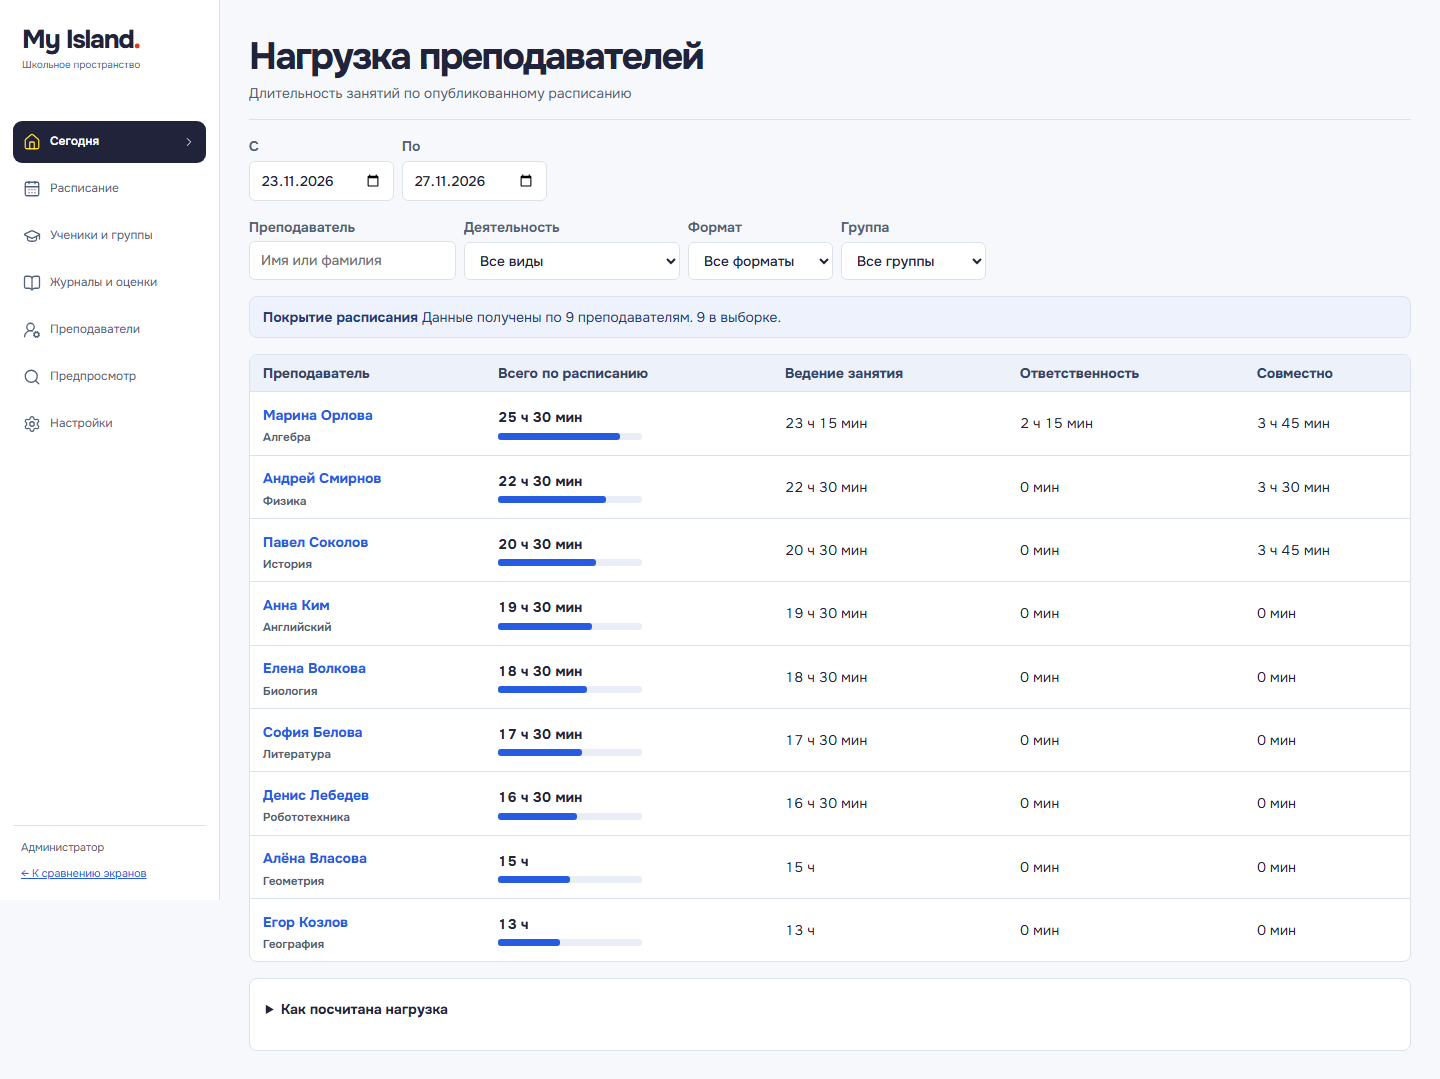 My Island.
Школьное пространство
Сегодня
Расписание
Ученики и группы
Журналы и оценки
Преподаватели
Предпросмотр
Настройки
Администратор
← К сравнению экранов
Нагрузка преподавателей
Длительность занятий по опубликованному расписанию
С По
23.11.2026 27.11.2026
Преподаватель Деятельность Формат Группа
Имя или фамилия Все виды Все форматы Все группы
Покрытие расписания Данные получены по 9 преподавателям. 9 в выборке.
Преподаватель Всего по расписанию Ведение занятия Ответственность Совместно
Марина Орлова 25 ч 30 мин 23 ч 15 мин 2 ч 15 мин 3 ч 45 мин
Алгебра
Андрей Смирнов 22 ч 30 мин 22 ч 30 мин 0 мин 3 ч 30 мин
Физика
Павел Соколов 20 ч 30 мин 20 ч 30 мин 0 мин 3 ч 45 мин
История
Анна Ким 19 ч 30 мин 19 ч 30 мин 0 мин 0 мин
Английский
Елена Волкова 18 ч 30 мин 18 ч 30 мин 0 мин 0 мин
Биология
София Белова 17 ч 30 мин 17 ч 30 мин 0 мин 0 мин
Литература
Денис Лебедев 16 ч 30 мин 16 ч 30 мин 0 мин 0 мин
Робототехника
Алёна Власова 15 ч 15 ч 0 мин 0 мин
Геометрия
Егор Козлов 13 ч 13 ч 0 мин 0 мин
География
Как посчитана нагрузка